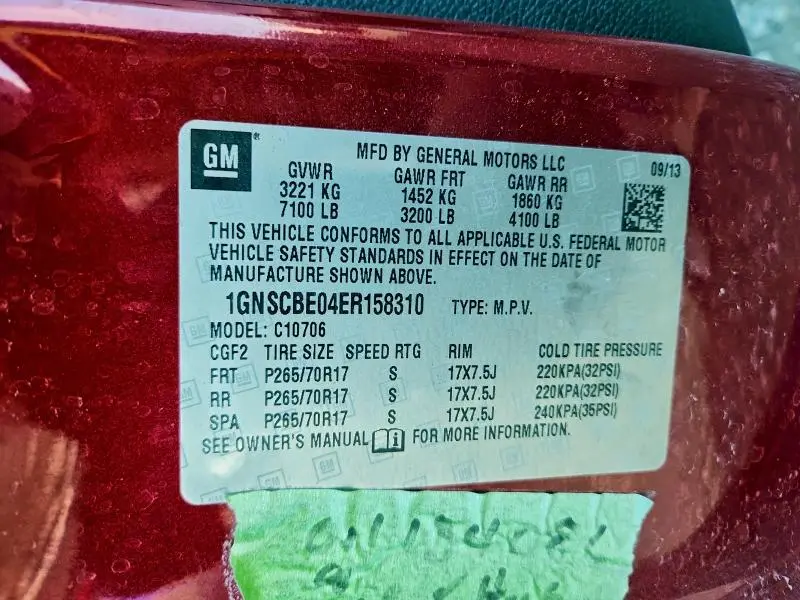 GM® MFD BY GENERAL MOTORS LLC 09/13
GVWR GAWR FRT GAWR RR
3221 KG 1452 KG 1860 KG
7100 LB 3200 LB 4100 LB
THIS VEHICLE CONFORMS TO ALL APPLICABLE U.S. FEDERAL MOTOR
VEHICLE SAFETY STANDARDS IN EFFECT ON THE DATE OF
MANUFACTURE SHOWN ABOVE.
1GNSCBE04ER158310 TYPE: M.P.V.
MODEL: C10706
CGF2 TIRE SIZE SPEED RTG RIM COLD TIRE PRESSURE
FRT P265/70R17 S 17X7.5J 220KPA(32PSI)
RR P265/70R17 S 17X7.5J 220KPA(32PSI)
SPA P265/70R17 S 17X7.5J 240KPA(35PSI)
SEE OWNER'S MANUAL FOR MORE INFORMATION.